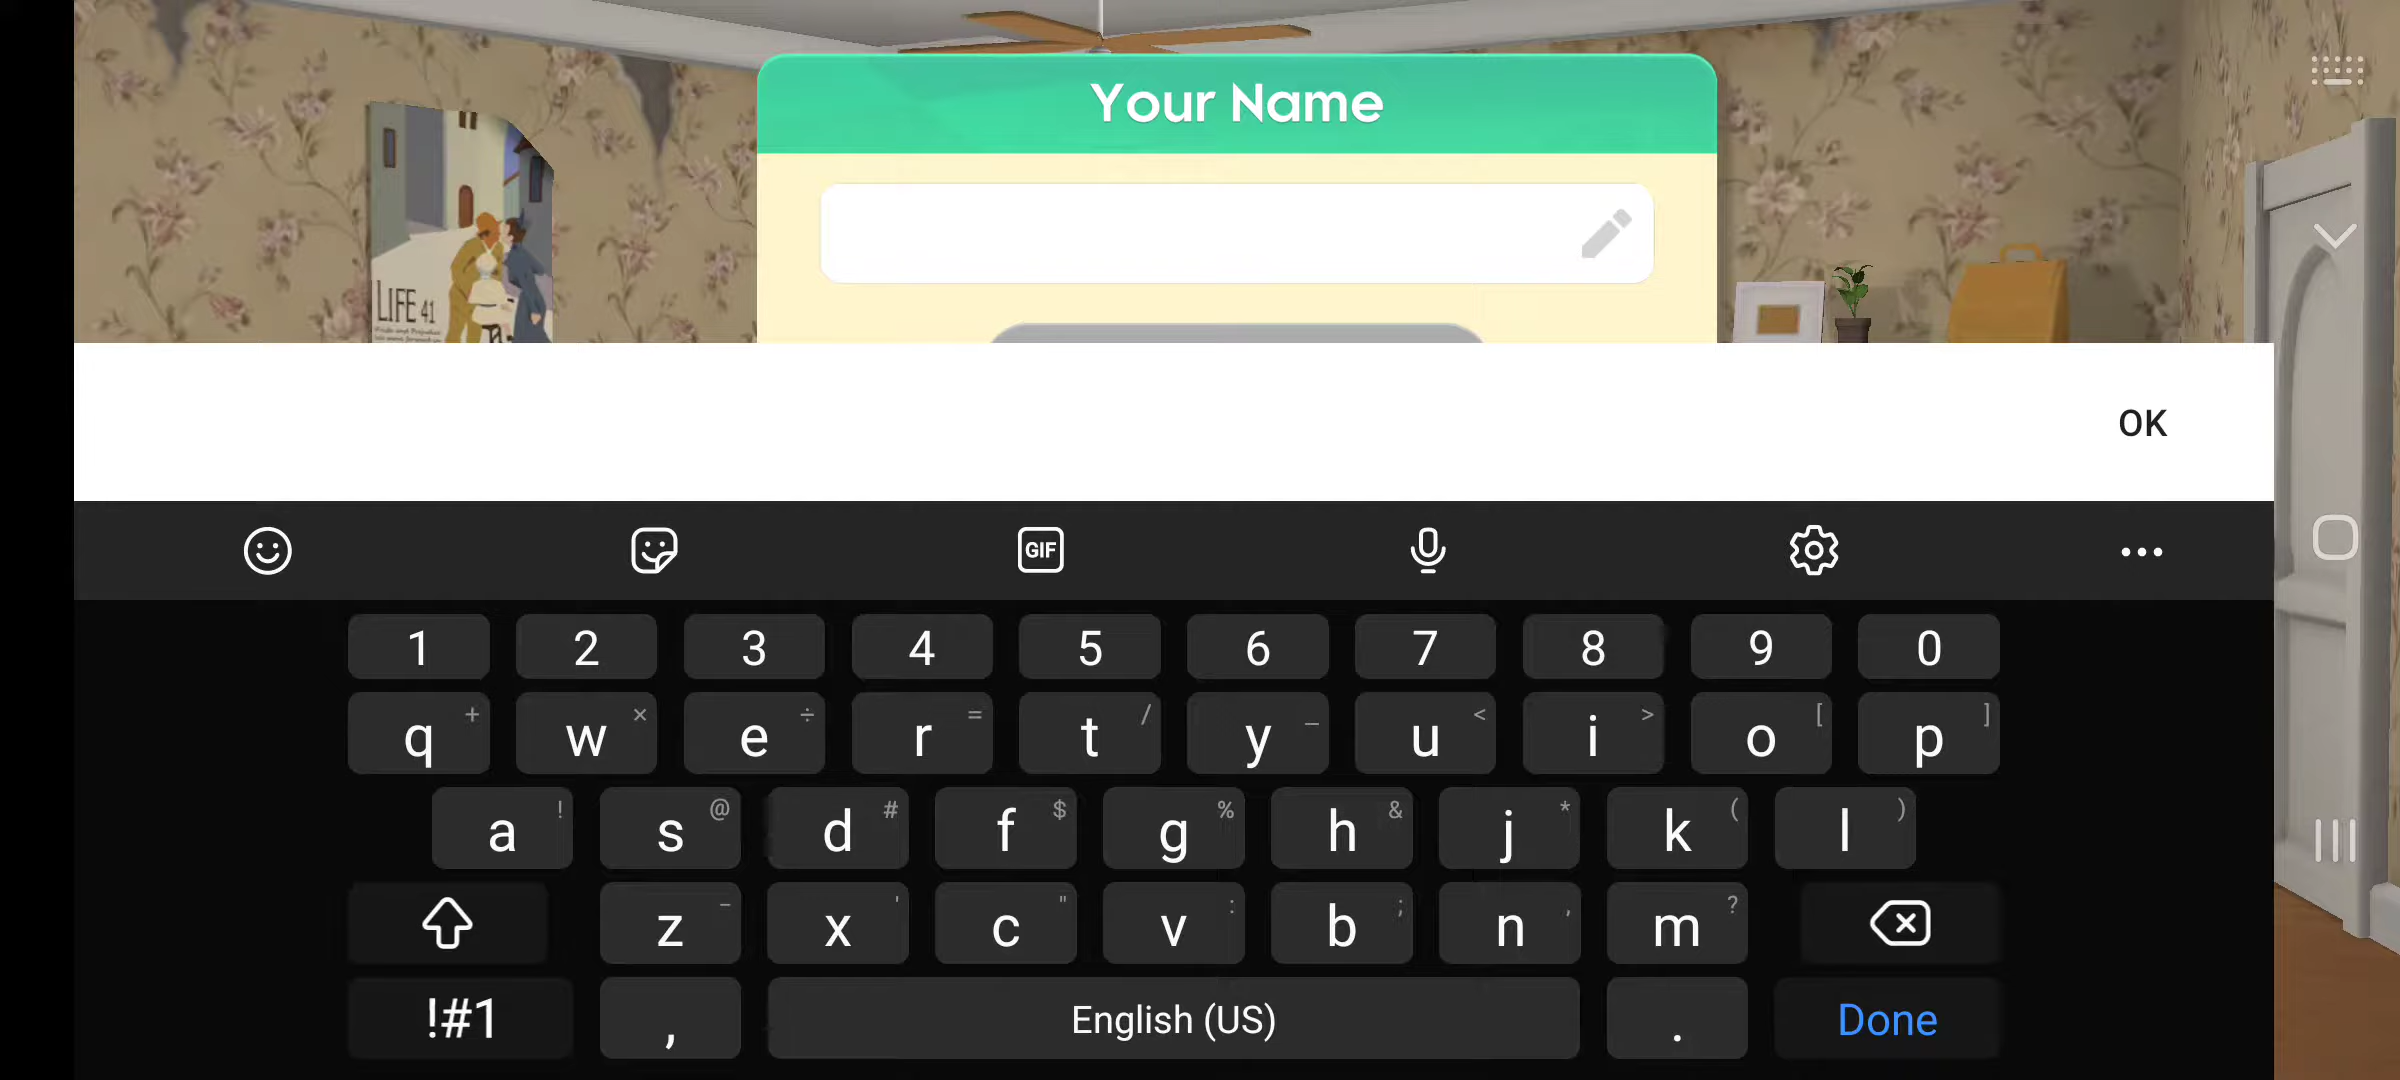 Your Name
LIFE 41
OK
GIF
1 2 3 4 5 6 7 8 9 0
q + w × e ÷ r = t / y _ u < i > o [ p ]
a ! s @ d # f $ g % h & j * k ( l )
z - x ' c " v : b ; n , m ?
!#1 , English (US) . Done